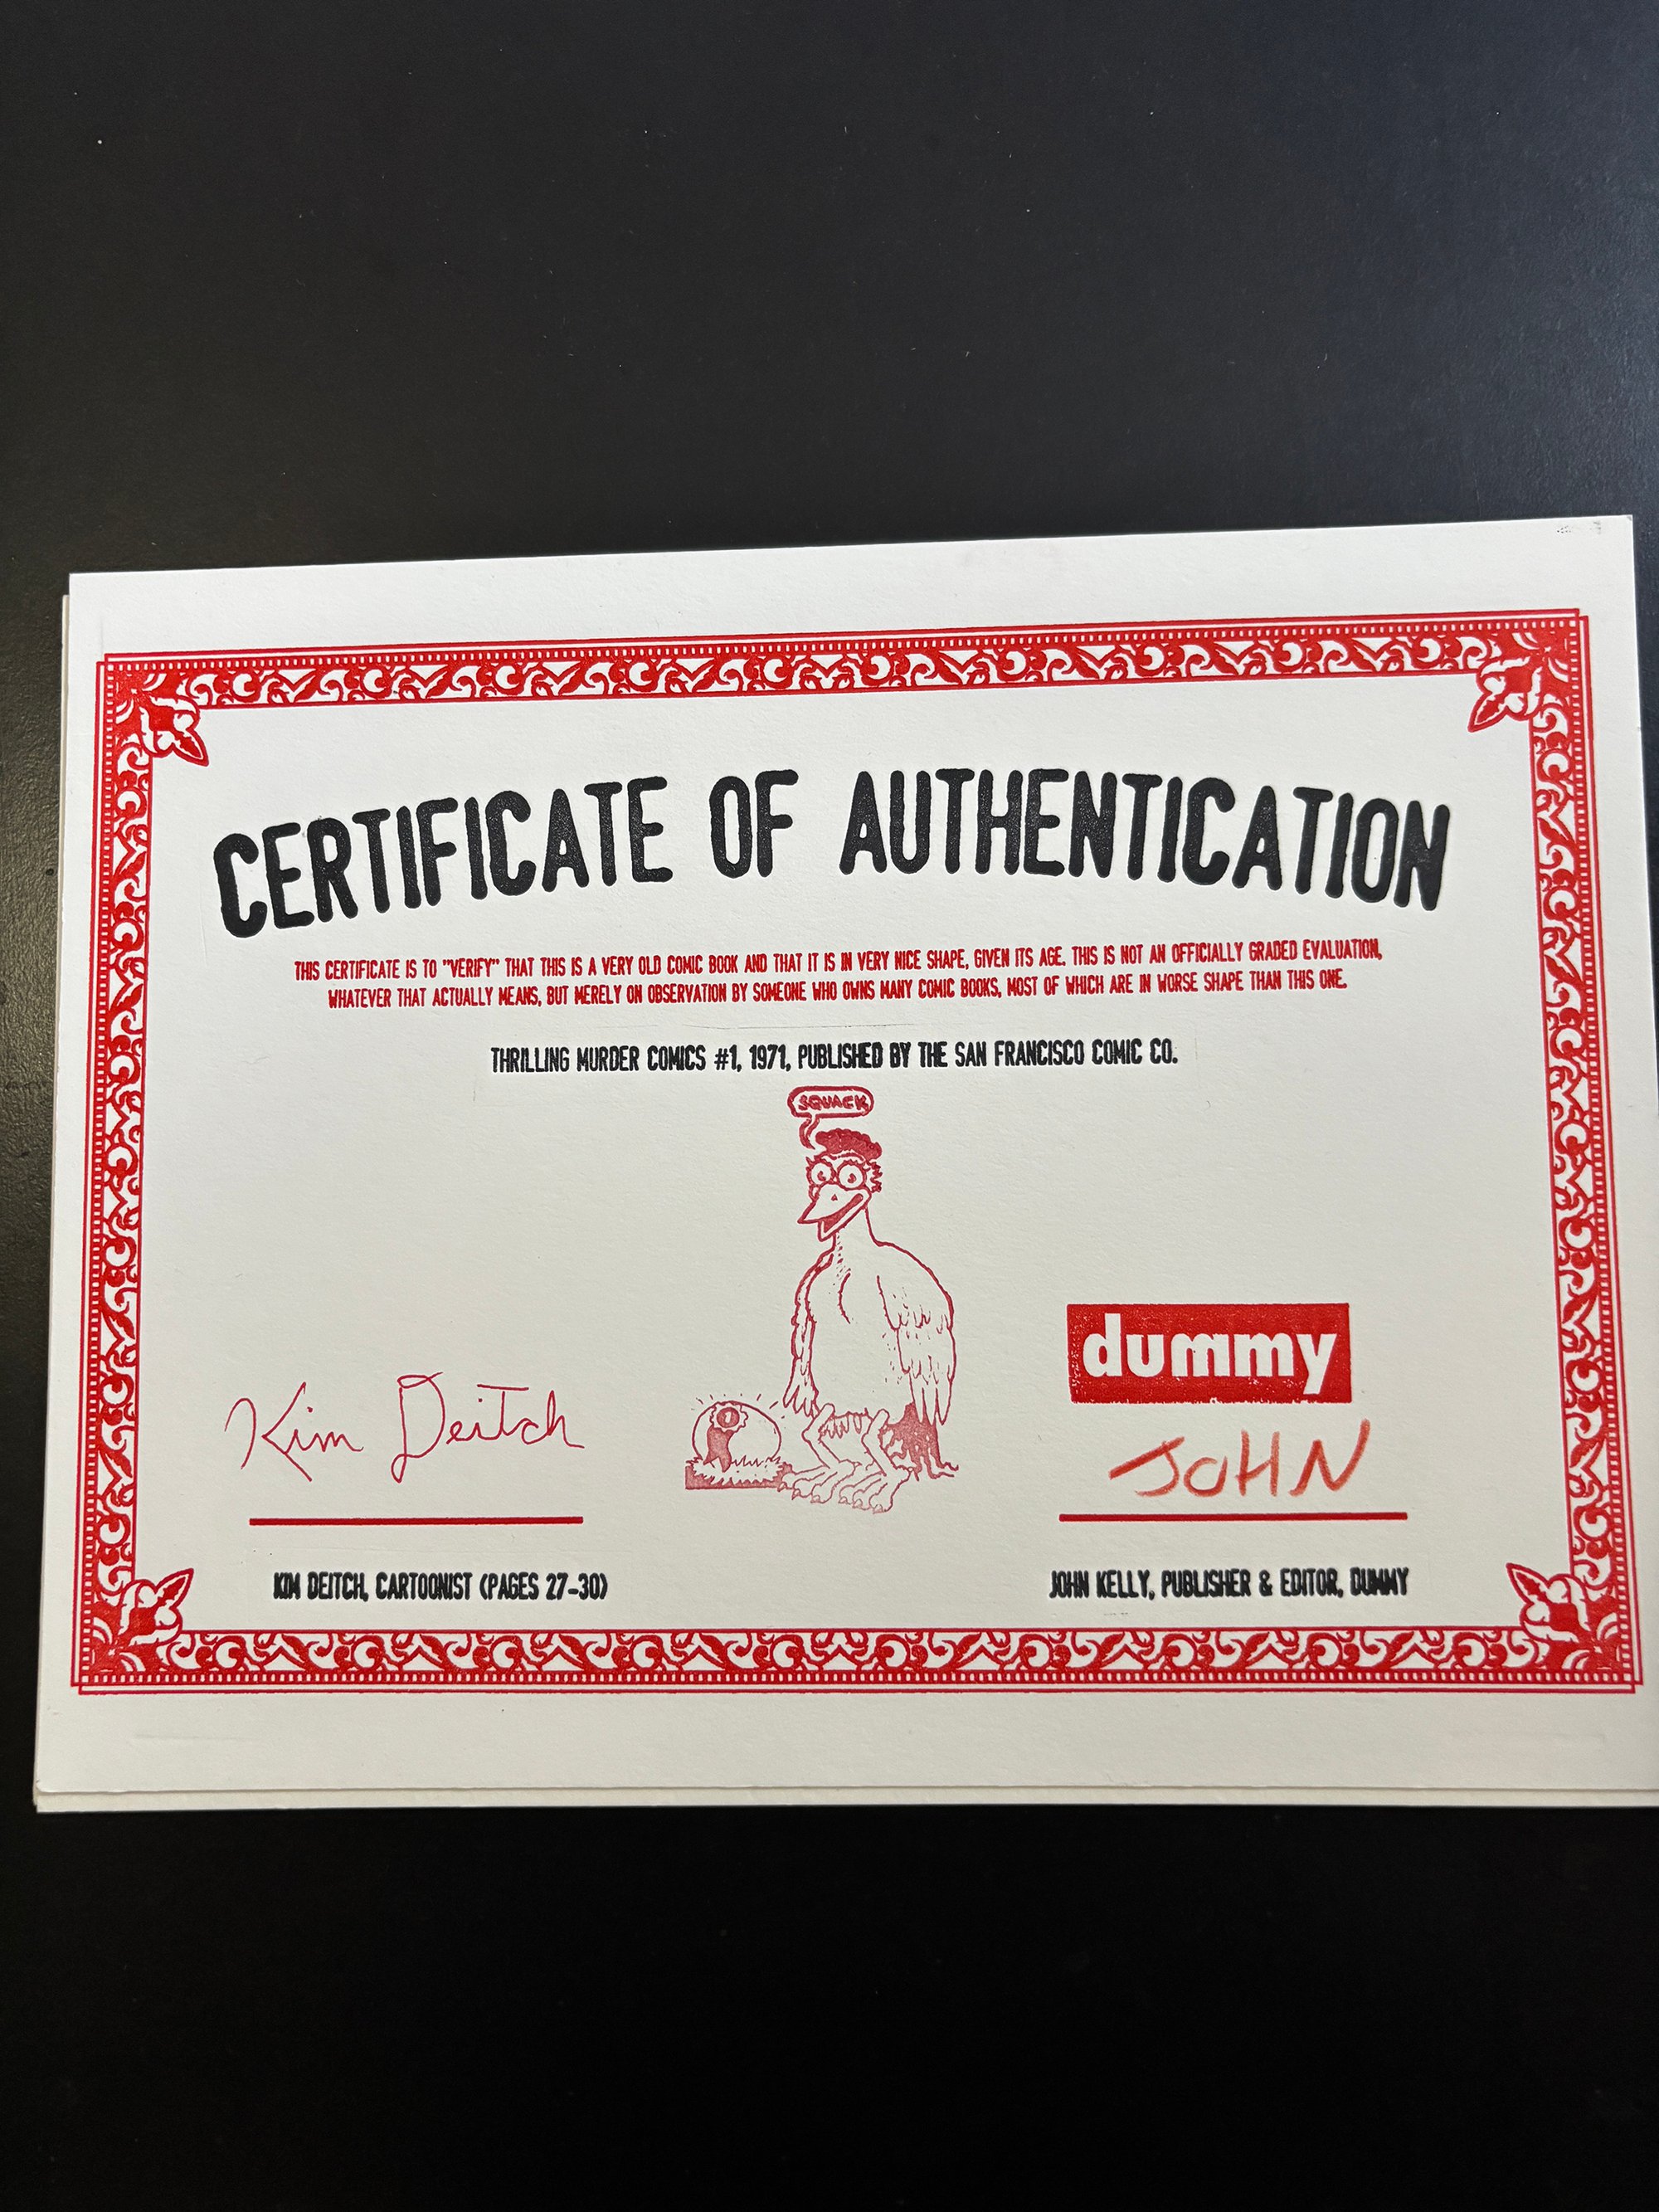 CERTIFICATE OF AUTHENTICATION
THIS CERTIFICATE IS TO "VERIFY" THAT THIS IS A VERY OLD COMIC BOOK AND THAT IT IS IN VERY NICE SHAPE, GIVEN ITS AGE. THIS IS NOT AN OFFICIALLY GRADED EVALUATION,
WHATEVER THAT ACTUALLY MEANS, BUT MERELY ON OBSERVATION BY SOMEONE WHO OWNS MANY COMIC BOOKS, MOST OF WHICH ARE IN WORSE SHAPE THAN THIS ONE.
THRILLING MURDER COMICS #1, 1971, PUBLISHED BY THE SAN FRANCISCO COMIC CO.
SQUACK
dummy
Kim Deitch
JOHN
KIM DEITCH, CARTOONIST (PAGES 27-30)
JOHN KELLY, PUBLISHER & EDITOR, DUMMY